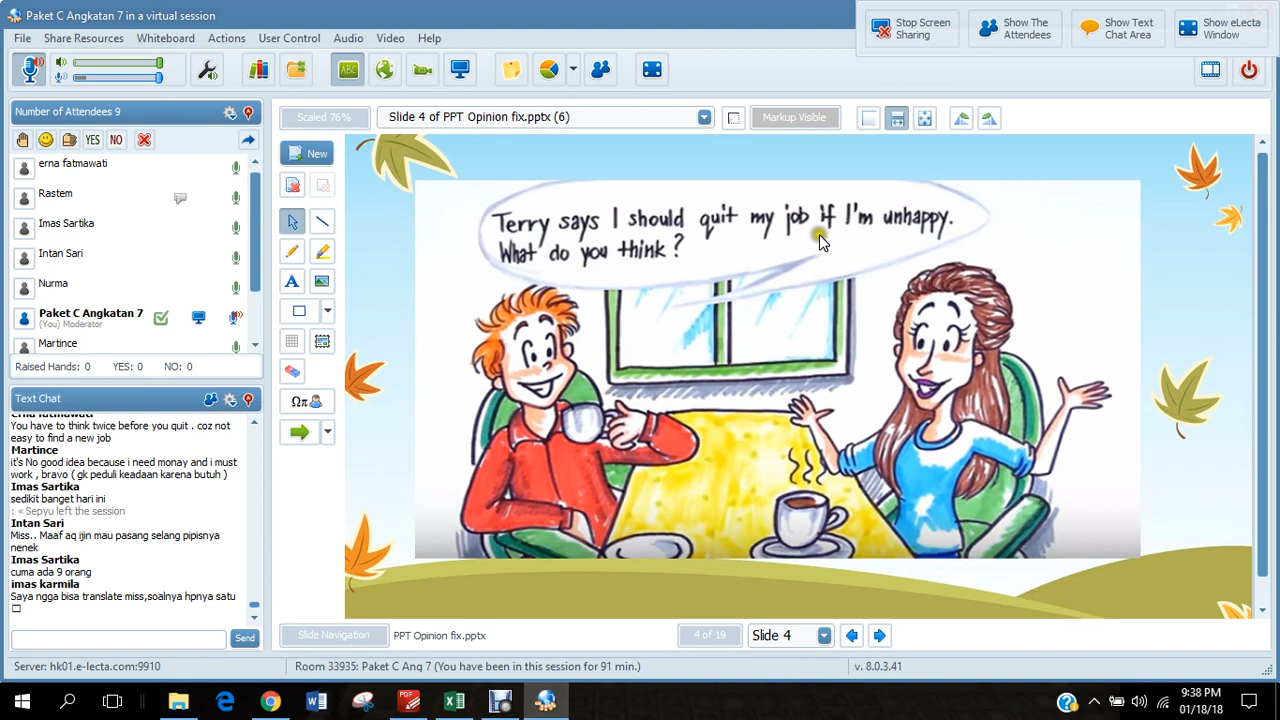 Paket C Angkatan 7 in a virtual session
Stop Screen
Sharing
Show The
Attendees
Show Text
Chat Area
Show eLecta
Window
File
Share Resources
Whiteboard
Actions
User Control
Audio
Video
Help
ABC
Number of Attendees 9
YES
NO
erna fatmawati
Rastem
Imas Sartika
Intan Sari
Nurma
Paket C Angkatan 7
(You) Moderator
Martince
Raised Hands: 0 YES: 0 NO: 0
Text Chat
Erna fatmawati
You have to think twice before you quit . coz not
easy to find a new job
Martince
it's No good idea because i need monay and i must
work , bravo ( gk peduli keadaan karena butuh )
Imas Sartika
sedikit banget hari ini
: « Sepyu left the session
Intan Sari
Miss.. Maaf aq ijin mau pasang selang pipisnya
nenek
Imas Sartika
cuma ada 9 orang
imas karmila
Saya ngga bisa translate miss,soalnya hpnya satu
Send
Scaled 76%
Slide 4 of PPT Opinion fix.pptx (6)
Markup Visible
New
A
Ωπ
Terry says I should quit my job if I'm unhappy.
What do you think?
Slide Navigation
PPT Opinion fix.pptx
4 of 19
Slide 4
Server: hk01.e-lecta.com:9910
Room 33935: Paket C Ang 7 (You have been in this session for 91 min.)
v. 8.0.3.41
PDF
9:38 PM
01/18/18